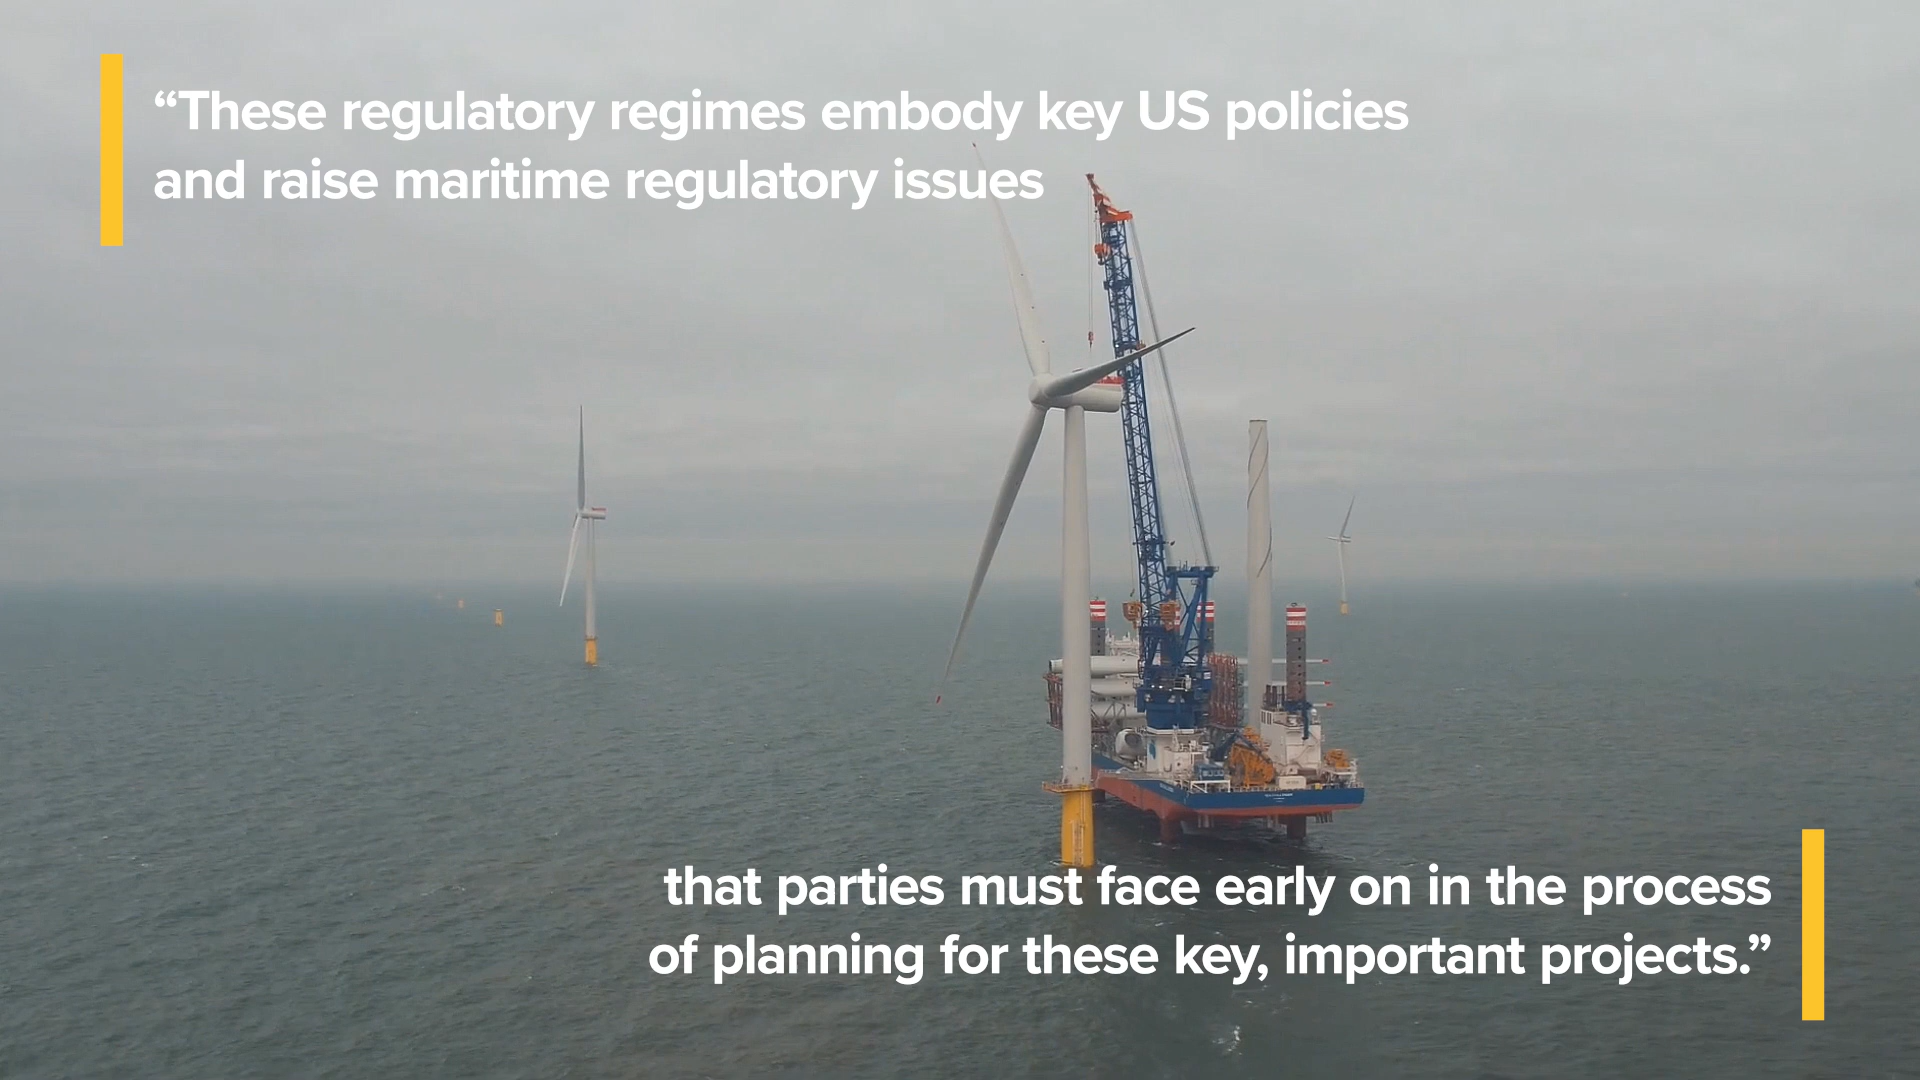 “These regulatory regimes embody key US policies
and raise maritime regulatory issues
that parties must face early on in the process
of planning for these key, important projects.”